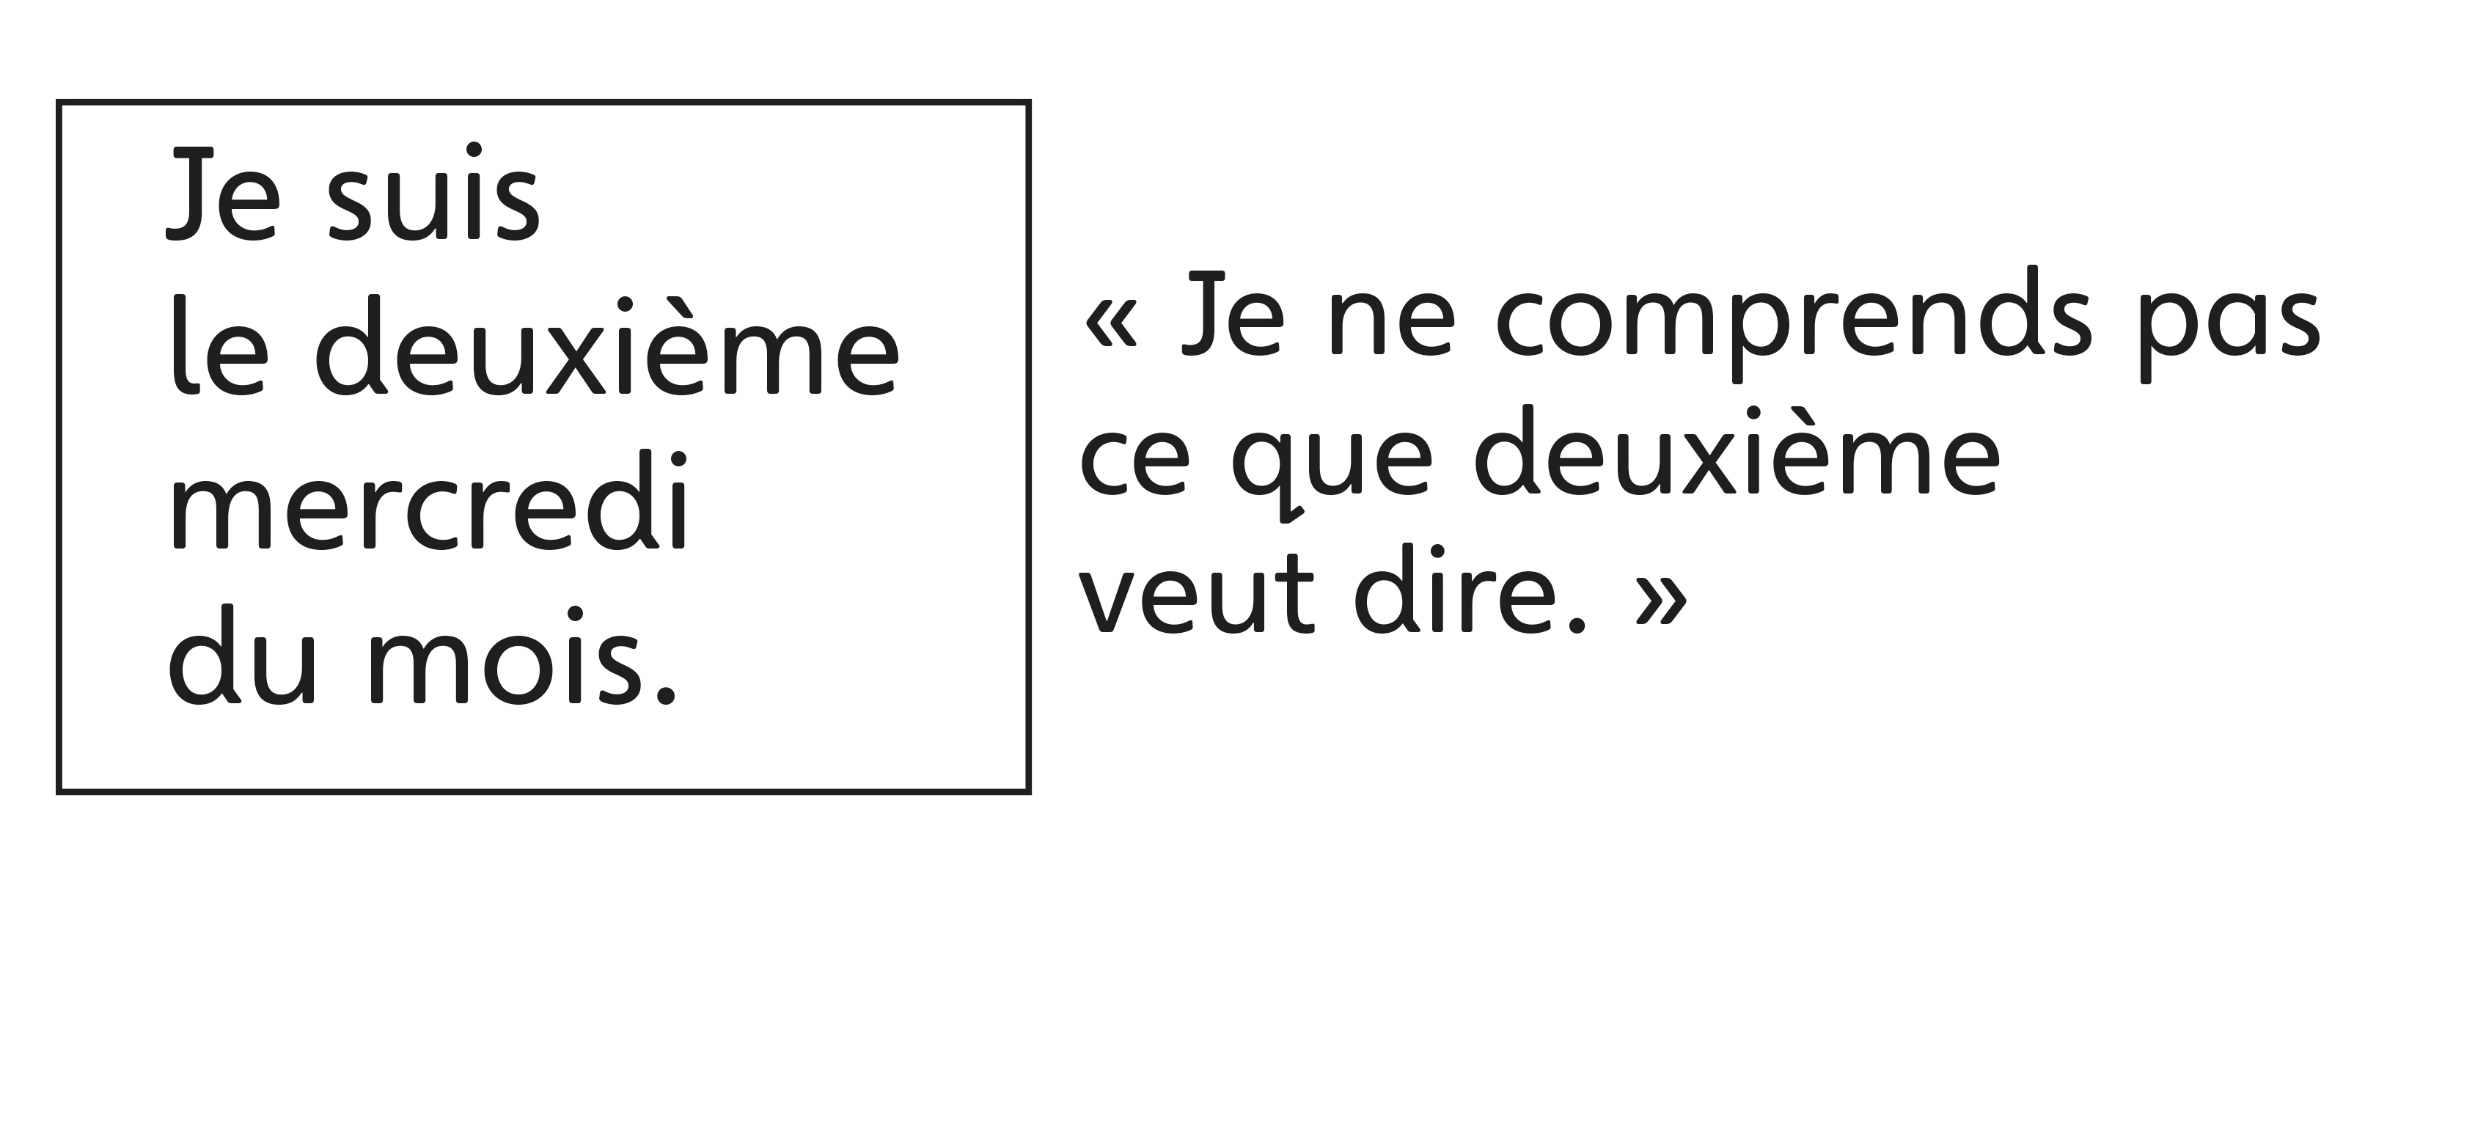 Je suis
le deuxième
mercredi
du mois.
« Je ne comprends pas
ce que deuxième
veut dire. »